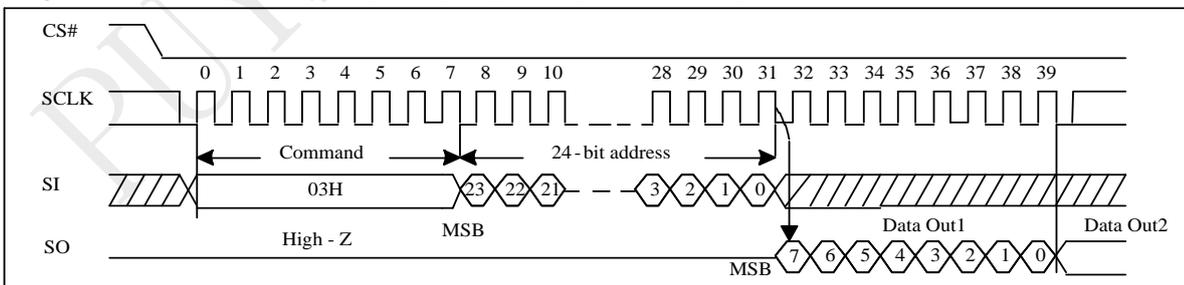 CS#
0 1 2 3 4 5 6 7 8 9 10 28 29 30 31 32 33 34 35 36 37 38 39
SCLK
Command 24-bit address
SI 03H 23 22 21 3 2 1 0
MSB Data Out1 Data Out2
High - Z
SO 7 6 5 4 3 2 1 0
MSB
PUY